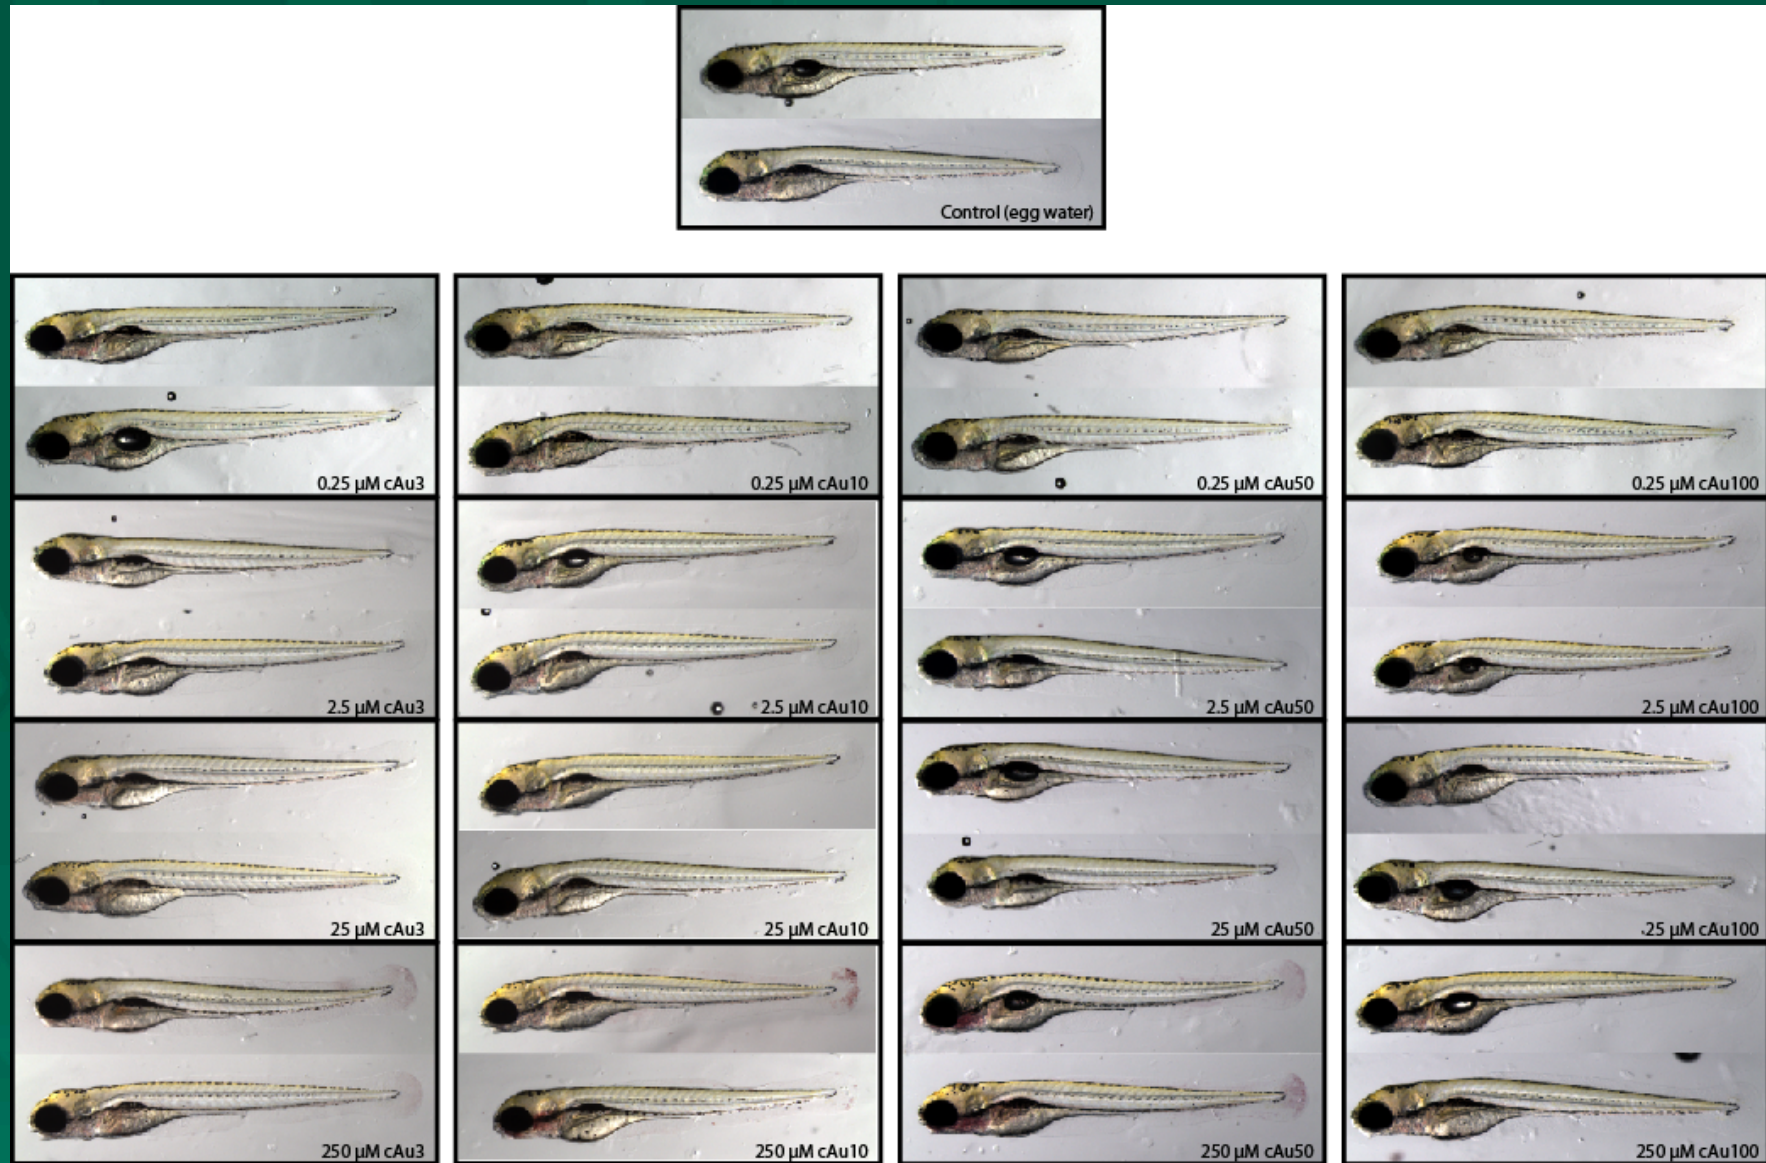 Control (egg water)
0.25 µM cAu3
0.25 µM cAu10
0.25 µM cAu50
0.25 µM cAu100
2.5 µM cAu3
2.5 µM cAu10
2.5 µM cAu50
2.5 µM cAu100
25 µM cAu3
25 µM cAu10
25 µM cAu50
25 µM cAu100
250 µM cAu3
250 µM cAu10
250 µM cAu50
250 µM cAu100